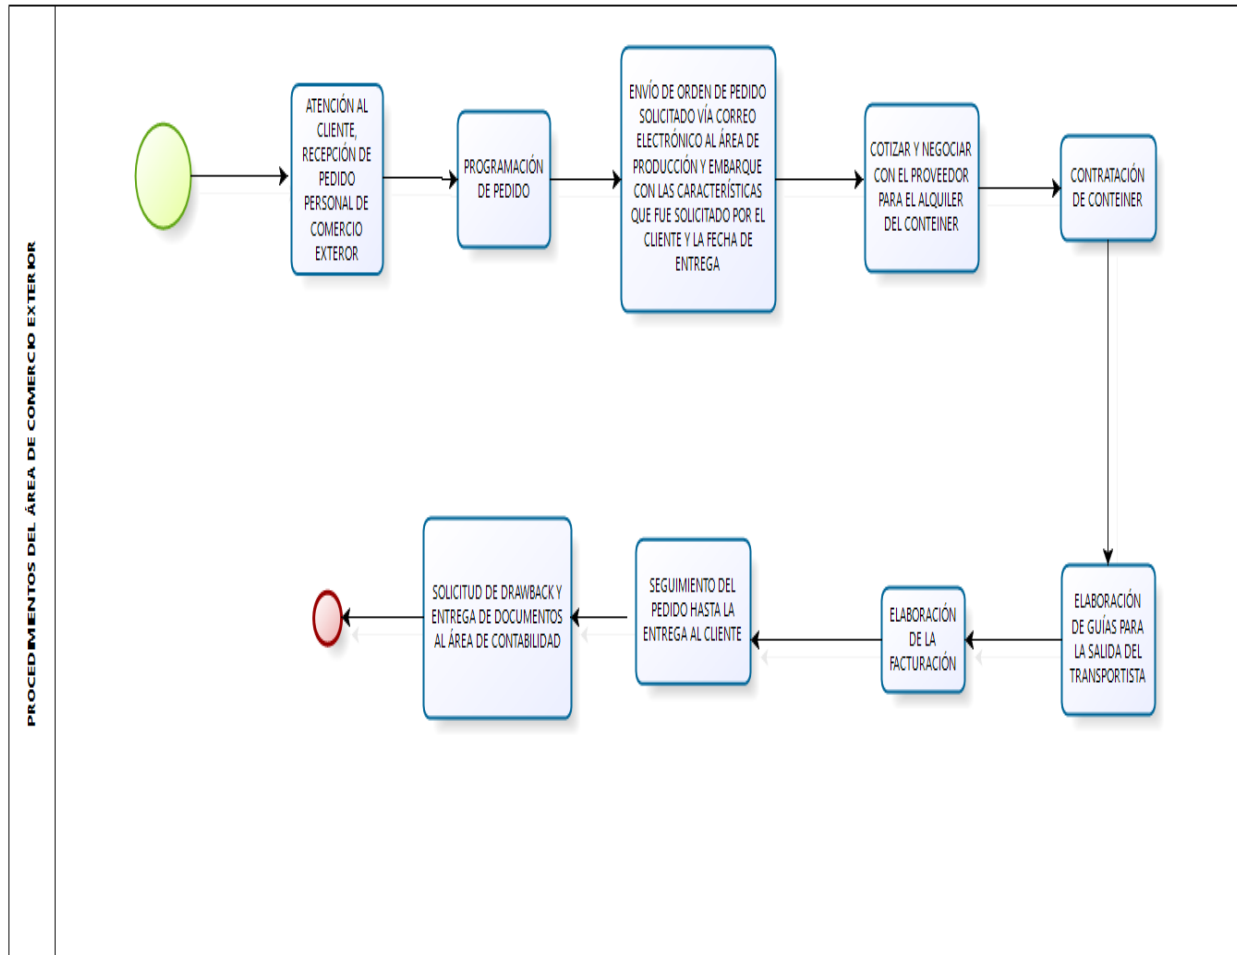 PROCEDIMIENTOS DEL ÁREA DE COMERCIO EXTERIOR
ATENCIÓN AL
CLIENTE,
RECEPCIÓN DE
PEDIDO
PERSONAL DE
COMERCIO
EXTEROR
PROGRAMACIÓN
DE PEDIDO
ENVÍO DE ORDEN DE PEDIDO
SOLICITADO VÍA CORREO
ELECTRÓNICO AL ÁREA DE
PRODUCCIÓN Y EMBARQUE
CON LAS CARACTERÍSTICAS
QUE FUE SOLICITADO POR EL
CLIENTE Y LA FECHA DE
ENTREGA
COTIZAR Y NEGOCIAR
CON EL PROVEEDOR
PARA EL ALQUILER
DEL CONTEINER
CONTRATACIÓN
DE CONTEINER
ELABORACIÓN
DE GUÍAS PARA
LA SALIDA DEL
TRANSPORTISTA
ELABORACIÓN
DE LA
FACTURACIÓN
SEGUIMIENTO DEL
PEDIDO HASTA LA
ENTREGA AL CLIENTE
SOLICITUD DE DRAWBACK Y
ENTREGA DE DOCUMENTOS
AL ÁREA DE CONTABILIDAD